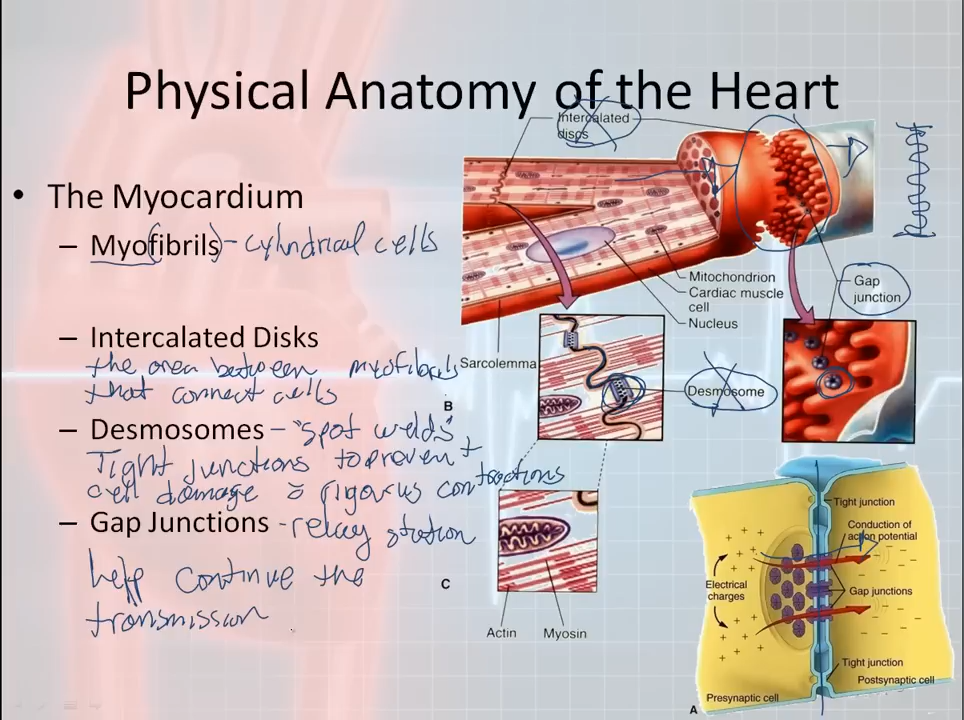 Physical Anatomy of the Heart
• The Myocardium
– Myofibrils - cylindrical cells
– Intercalated Disks
the area between myofibrils
that connect cells
– Desmosomes - "spot welds"
Tight junctions to prevent
cell damage c rigorus contractions
– Gap Junctions - relay station
help continue the
transmission
Intercalated
discs
Mitochondrion
Cardiac muscle
cell
Nucleus
Gap
junction
Sarcolemma
Desmosome
B
C
Actin
Myosin
Tight junction
Conduction of
action potential
Electrical
charges
Gap junctions
Tight junction
Postsynaptic cell
Presynaptic cell
A